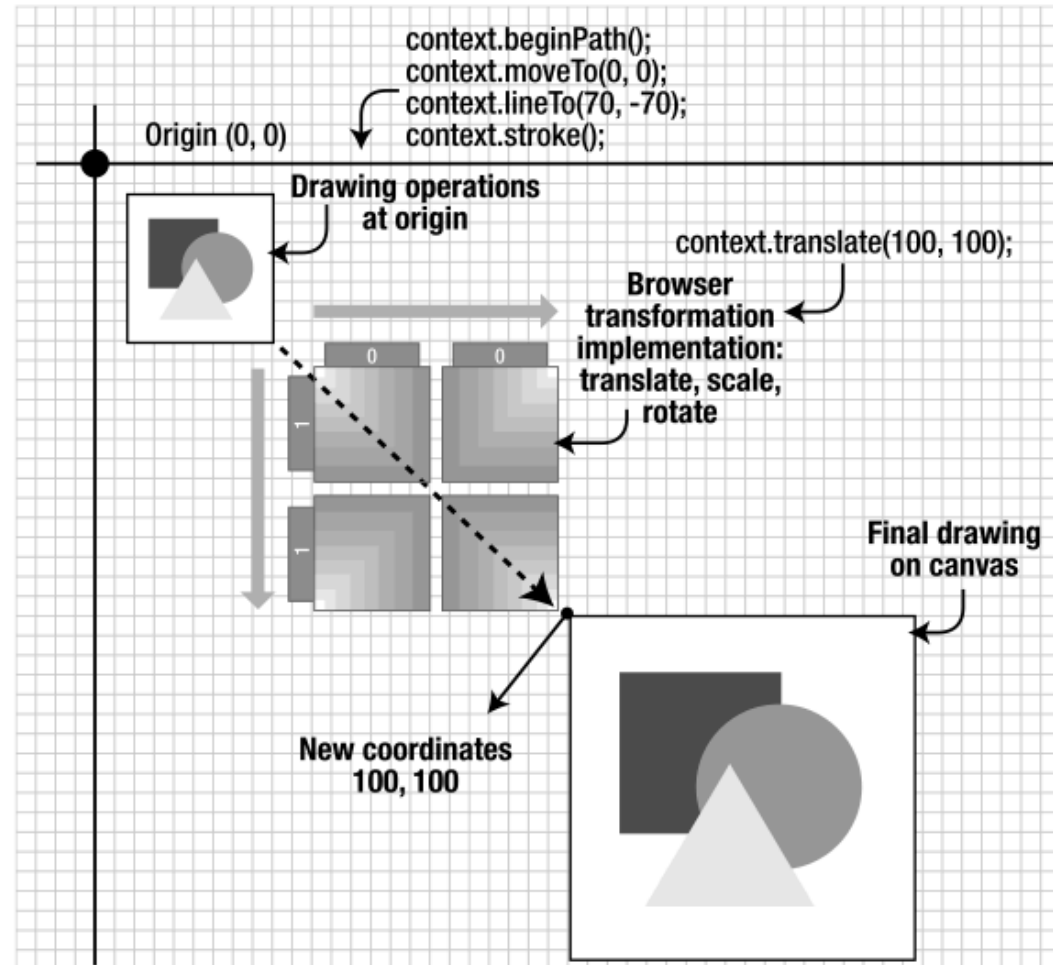 context.beginPath();
context.moveTo(0, 0);
context.lineTo(70, -70);
context.stroke();
Origin (0, 0)
Drawing operations
at origin
context.translate(100, 100);
Browser
transformation
implementation:
translate, scale,
rotate
0
0
1
1
Final drawing
on canvas
New coordinates
100, 100